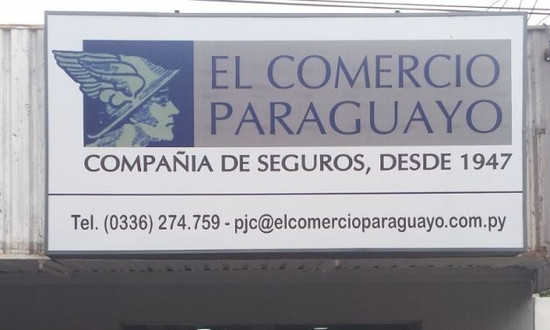 EL COMERCIO
PARAGUAYO
COMPAÑIA DE SEGUROS, DESDE 1947
Tel. (0336) 274.759 - pjc@elcomercioparaguayo.com.py